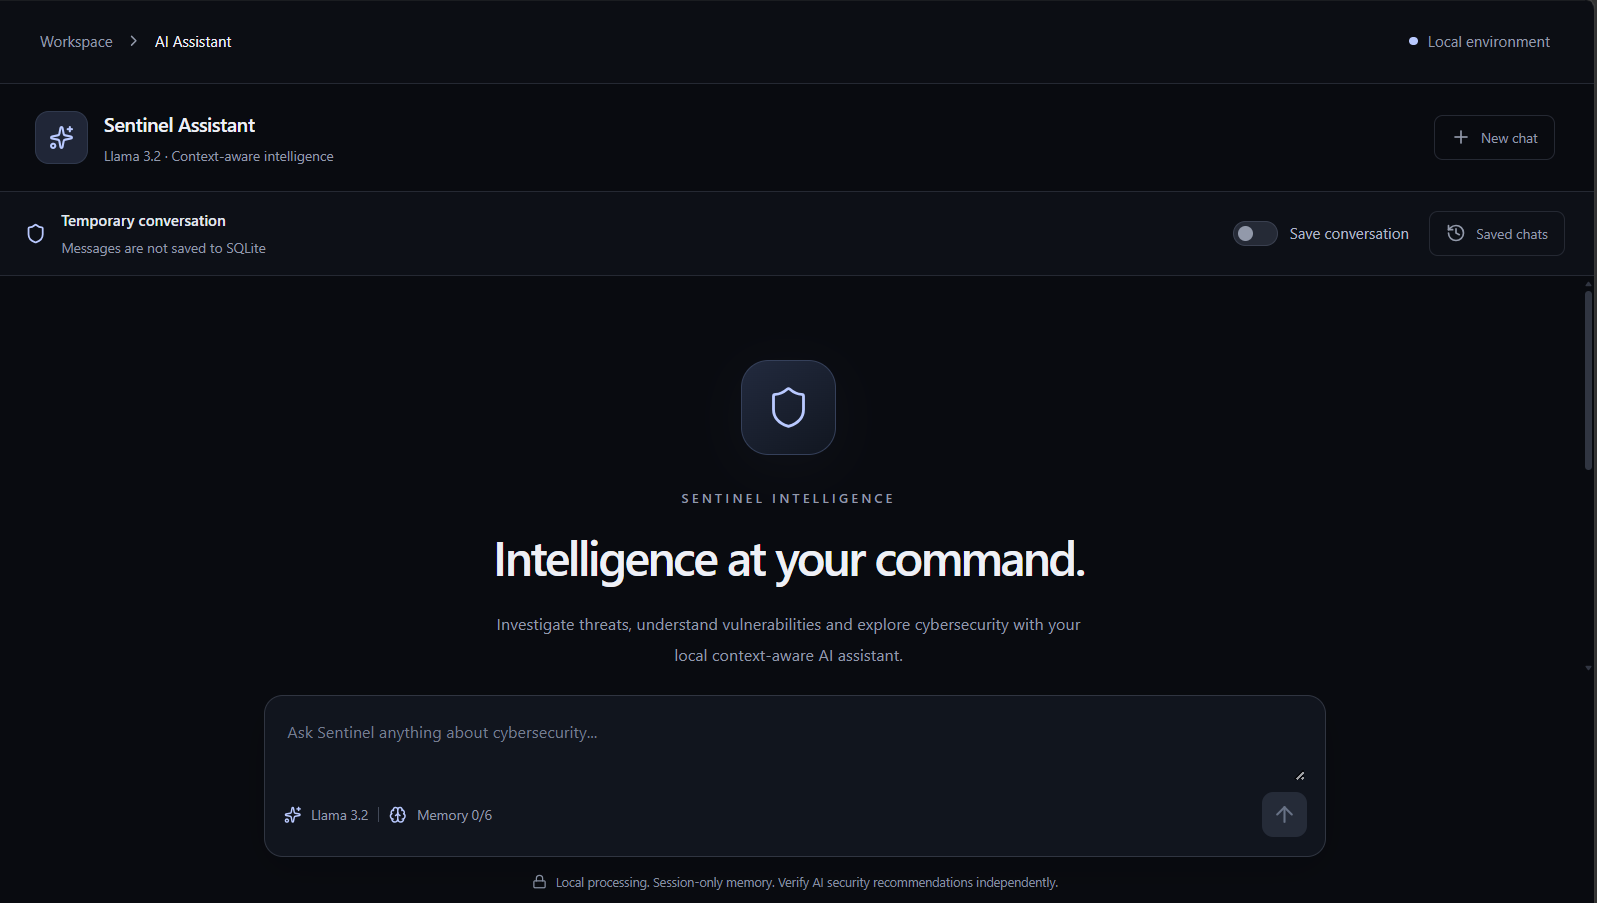 Workspace > AI Assistant
Local environment
Sentinel Assistant
Llama 3.2 · Context-aware intelligence
New chat
Temporary conversation
Messages are not saved to SQLite
Save conversation
Saved chats
SENTINEL INTELLIGENCE
Intelligence at your command.
Investigate threats, understand vulnerabilities and explore cybersecurity with your
local context-aware AI assistant.
Ask Sentinel anything about cybersecurity...
Llama 3.2
Memory 0/6
Local processing. Session-only memory. Verify AI security recommendations independently.